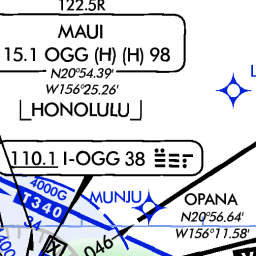 122.5R
MAUI
15.1 OGG (H) (H) 98
N20°54.39'
W156°25.26'
HONOLULU
110.1 I-OGG 38
4000G
T340
MUNJU
OPANA
N20°56.64'
W156°11.58'
046